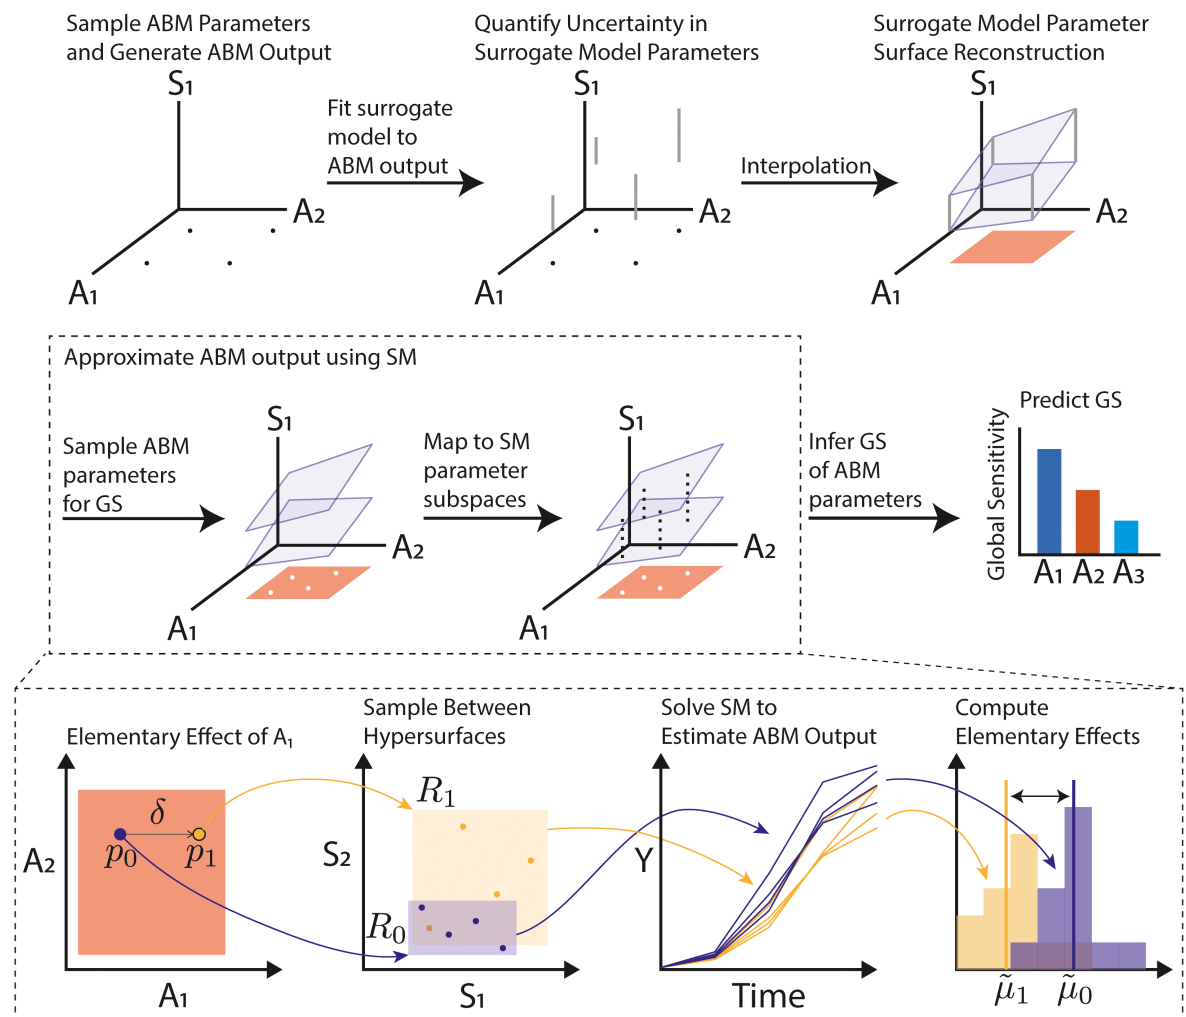 Sample ABM Parameters
and Generate ABM Output
S₁
A₂
A₁
Fit surrogate
model to
ABM output
Quantify Uncertainty in
Surrogate Model Parameters
S₁
A₂
A₁
Interpolation
Surrogate Model Parameter
Surface Reconstruction
S₁
A₂
A₁
Approximate ABM output using SM
Sample ABM
parameters
for GS
S₁
A₂
A₁
Map to SM
parameter
subspaces
S₁
A₂
A₁
Infer GS
of ABM
parameters
Predict GS
Global Sensitivity
A₁ A₂ A₃
Elementary Effect of A₁
A₂
δ
p₀ p₁
A₁
Sample Between
Hypersurfaces
R₁
S₂
R₀
S₁
Solve SM to
Estimate ABM Output
Y
Time
Compute
Elementary Effects
μ̃₁ μ̃₀